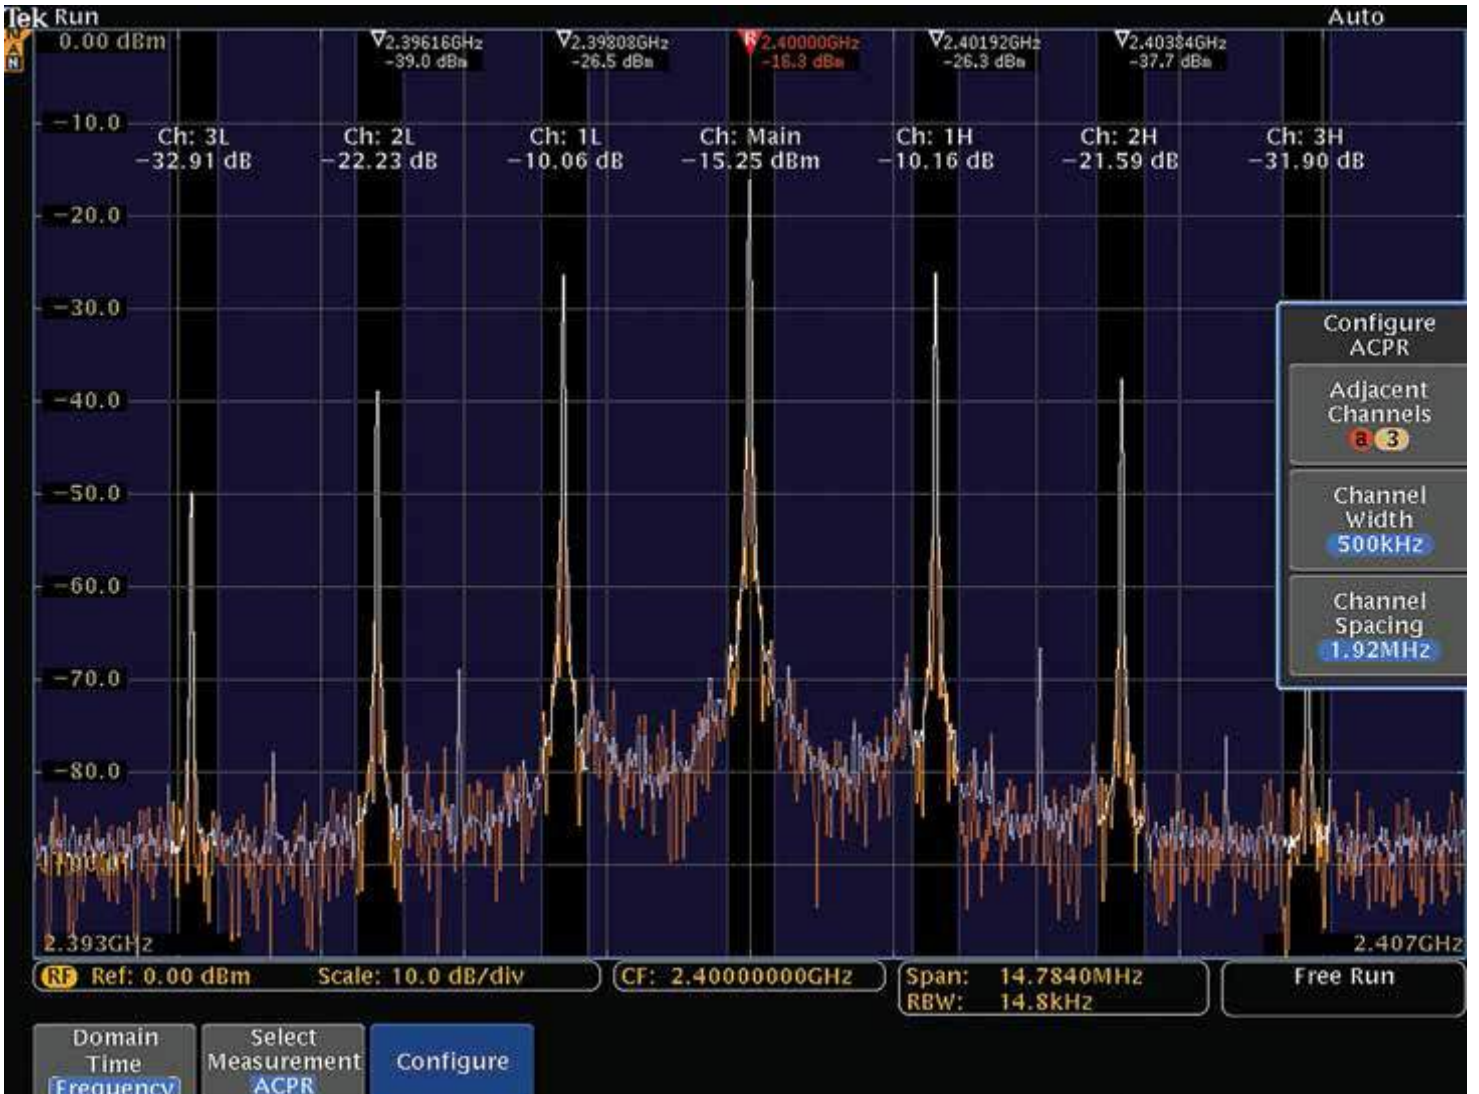 Tek Run
Auto
0.00 dBm
2.39616GHz
-39.0 dBm
2.39808GHz
-26.5 dBm
R
2.40000GHz
-16.3 dBm
2.40192GHz
-26.3 dBm
2.40384GHz
-37.7 dBm
N
-10.0
Ch: 3L
-32.91 dB
Ch: 2L
-22.23 dB
Ch: 1L
-10.06 dB
Ch: Main
-15.25 dBm
Ch: 1H
-10.16 dB
Ch: 2H
-21.59 dB
Ch: 3H
-31.90 dB
-20.0
-30.0
-40.0
-50.0
-60.0
-70.0
-80.0
Configure
ACPR
Adjacent
Channels
a 3
Channel
Width
500kHz
Channel
Spacing
1.92MHz
2.393GHz
2.407GHz
RF Ref: 0.00 dBm Scale: 10.0 dB/div
CF: 2.40000000GHz
Span: 14.7840MHz
RBW: 14.8kHz
Free Run
Domain
Time
Frequency
Select
Measurement
ACPR
Configure